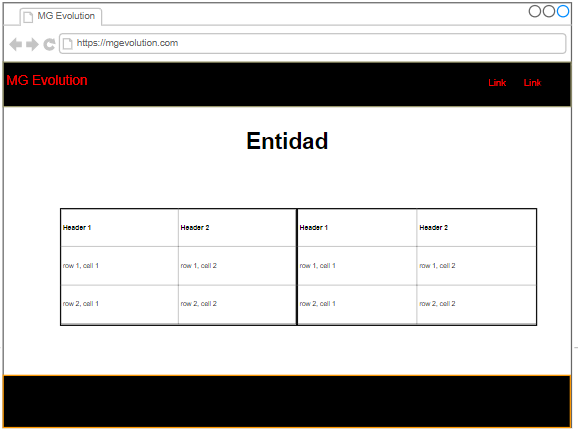 MG Evolution
https://mgevolution.com
MG Evolution Link Link
Entidad
Header 1 Header 2 Header 1 Header 2
row 1, cell 1 row 1, cell 2 row 1, cell 1 row 1, cell 2
row 2, cell 1 row 2, cell 2 row 2, cell 1 row 2, cell 2